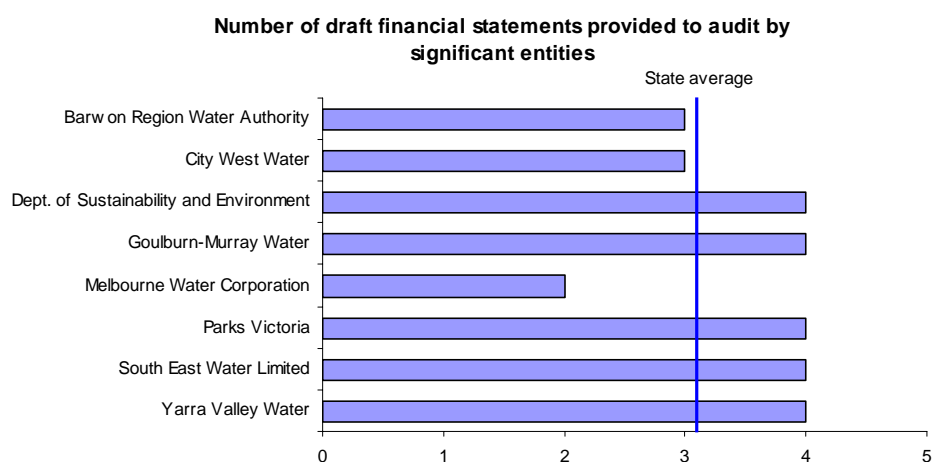 Number of draft financial statements provided to audit by
significant entities
State average
Barwon Region Water Authority
City West Water
Dept. of Sustainability and Environment
Goulburn-Murray Water
Melbourne Water Corporation
Parks Victoria
South East Water Limited
Yarra Valley Water
0 1 2 3 4 5